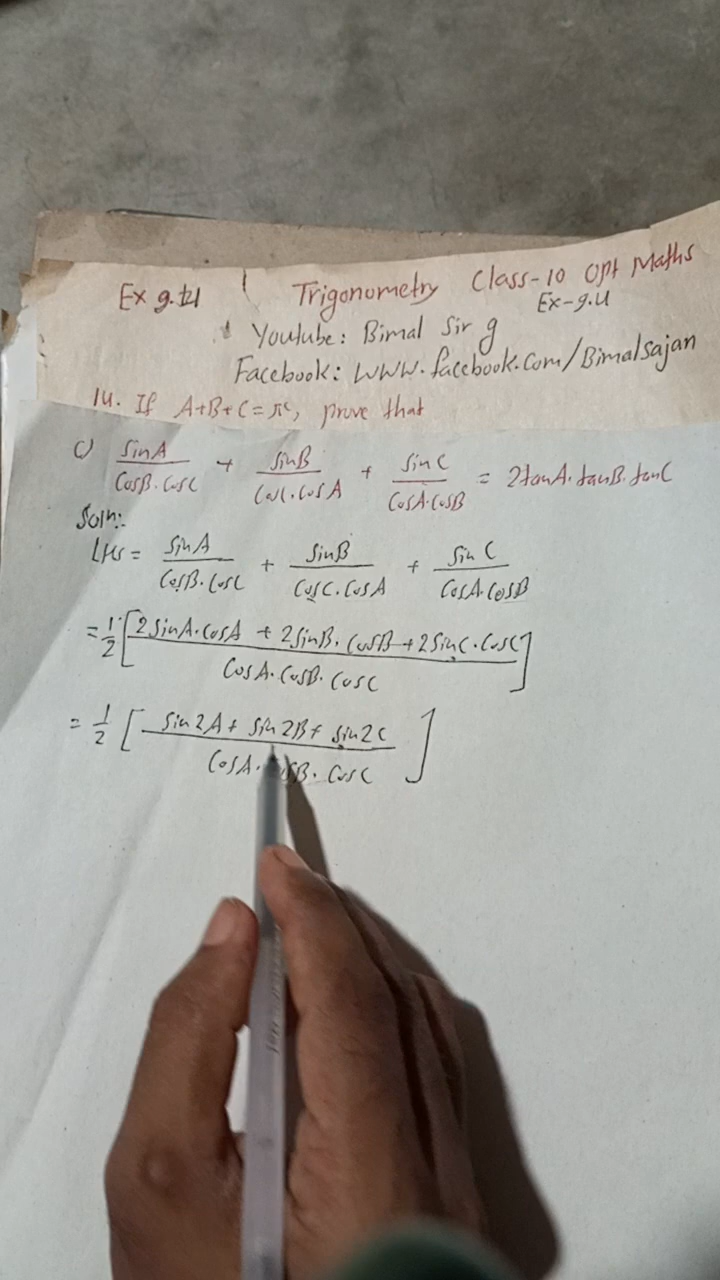 Ex 9.4 Trigonometry Class-10 Opt Maths
Ex-9.4
Youtube: Bimal Sir g
Facebook: www.facebook.com/Bimalsajan
14. If A+B+C=πᶜ, prove that
c) SinA/CosB.CosC + SinB/CosC.CosA + SinC/CosA.CosB = 2tanA.tanB.tanC
Soln:
LHS = SinA/CosB.CosC + SinB/CosC.CosA + SinC/CosA.CosB
= 1/2 [2SinA.CosA + 2SinB.CosB + 2SinC.CosC / CosA.CosB.CosC]
= 1/2 [Sin2A + Sin2B + Sin2C / CosA. B. CosC]